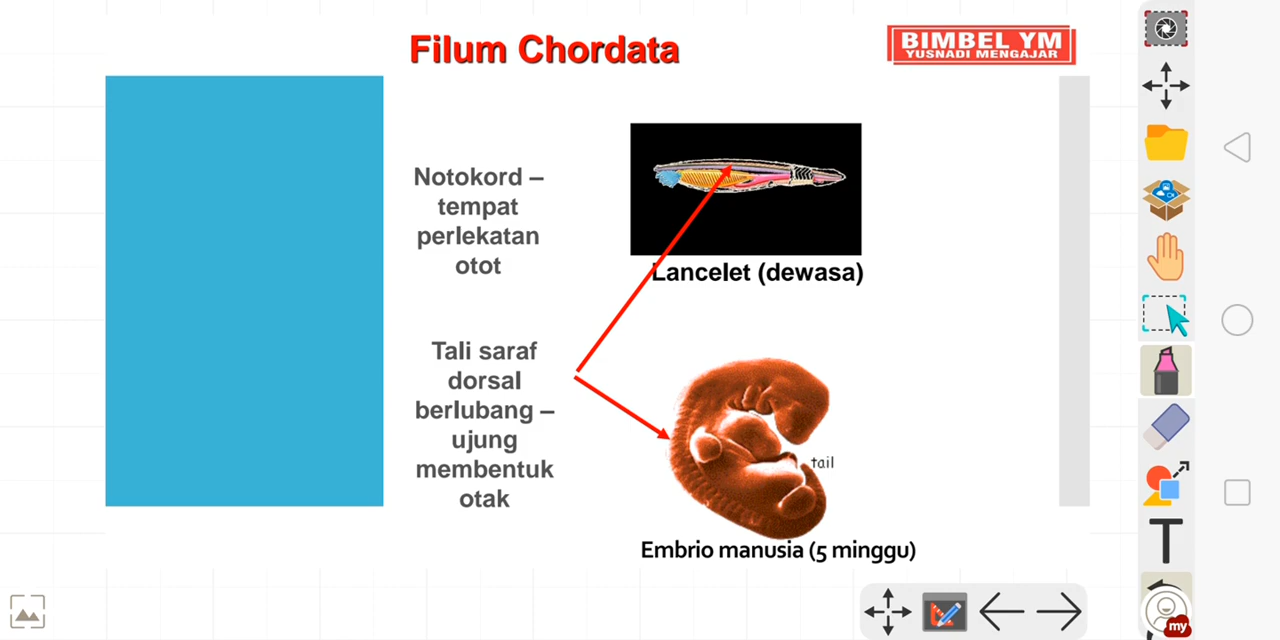 Filum Chordata
BIMBEL YM
YUSNADI MENGAJAR
Notokord –
tempat
perlekatan
otot
Lancelet (dewasa)
Tali saraf
dorsal
berlubang –
ujung
membentuk
otak
tail
Embrio manusia (5 minggu)
T
my